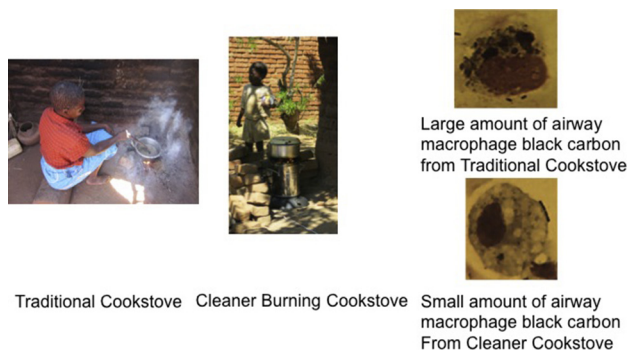 Large amount of airway
macrophage black carbon
from Traditional Cookstove
Traditional Cookstove
Cleaner Burning Cookstove
Small amount of airway
macrophage black carbon
From Cleaner Cookstove